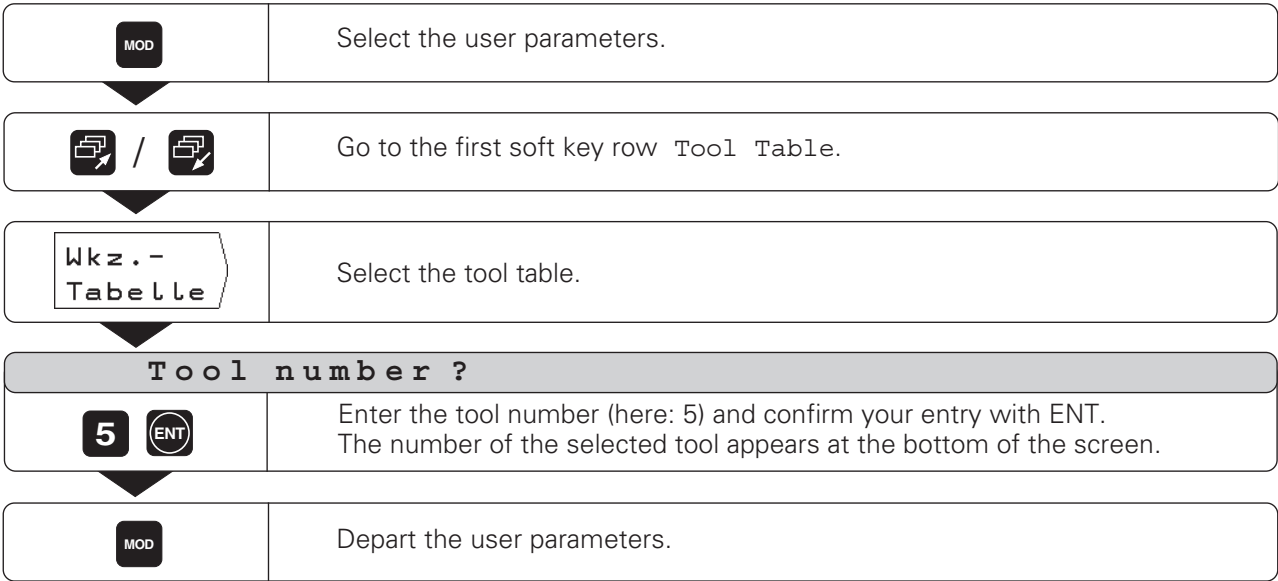 MOD
Select the user parameters.
/
Go to the first soft key row Tool Table.
Wkz.-
Tabelle
Select the tool table.
Tool number ?
5 ENT
Enter the tool number (here: 5) and confirm your entry with ENT.
The number of the selected tool appears at the bottom of the screen.
MOD
Depart the user parameters.